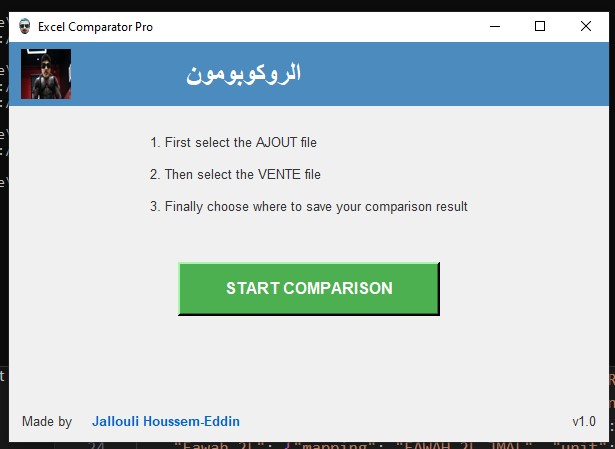 Excel Comparator Pro
الروكوبومون
1. First select the AJOUT file
2. Then select the VENTE file
3. Finally choose where to save your comparison result
START COMPARISON
Made by Jallouli Houssem-Eddin
v1.0